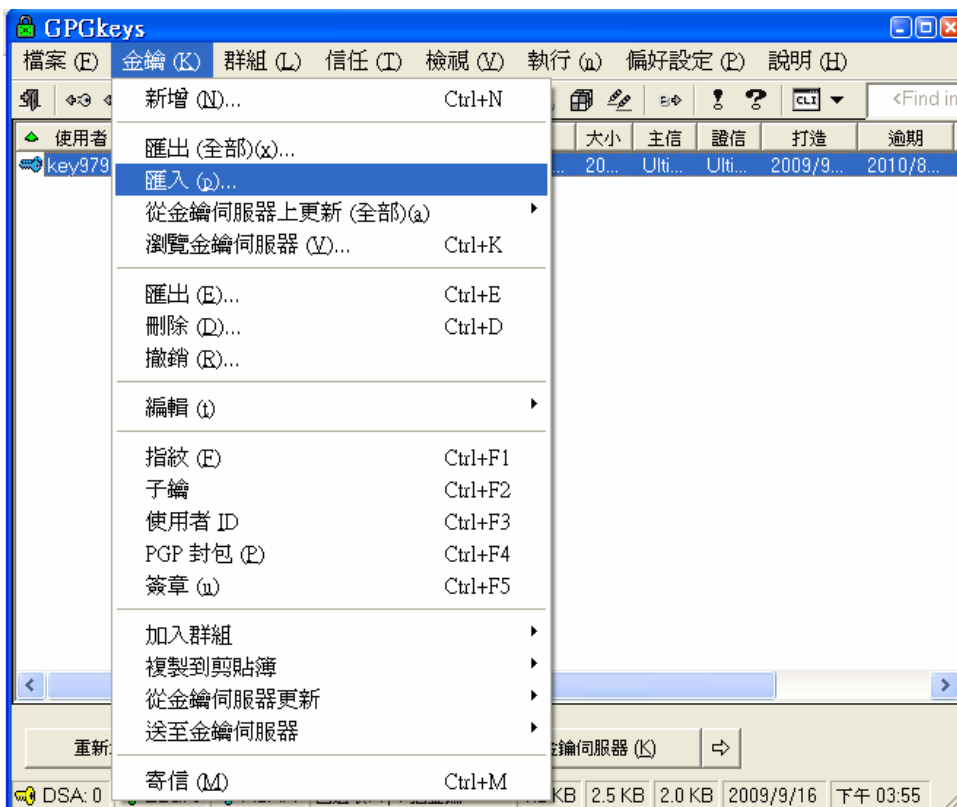 GPGkeys
檔案 (F) 金鑰 (K) 群組 (L) 信任 (T) 檢視 (V) 執行 (u) 偏好設定 (P) 說明 (H)
CLI <Find in
使用者 大小 主信 證信 打造 逾期
key979 20... Ulti... Ulti... 2009/9... 2010/8...
新增 (N)... Ctrl+N
匯出 (全部)(x)...
匯入 (p)...
從金鑰伺服器上更新 (全部)(a)
瀏覽金鑰伺服器 (V)... Ctrl+K
匯出 (E)... Ctrl+E
刪除 (D)... Ctrl+D
撤銷 (R)...
編輯 (t)
指紋 (F) Ctrl+F1
子鑰 Ctrl+F2
使用者 ID Ctrl+F3
PGP 封包 (P) Ctrl+F4
簽章 (u) Ctrl+F5
加入群組
複製到剪貼簿
從金鑰伺服器更新
送至金鑰伺服器
寄信 (M) Ctrl+M
重新 金鑰伺服器 (K)
DSA: 0 KB 2.5 KB 2.0 KB 2009/9/16 下午 03:55